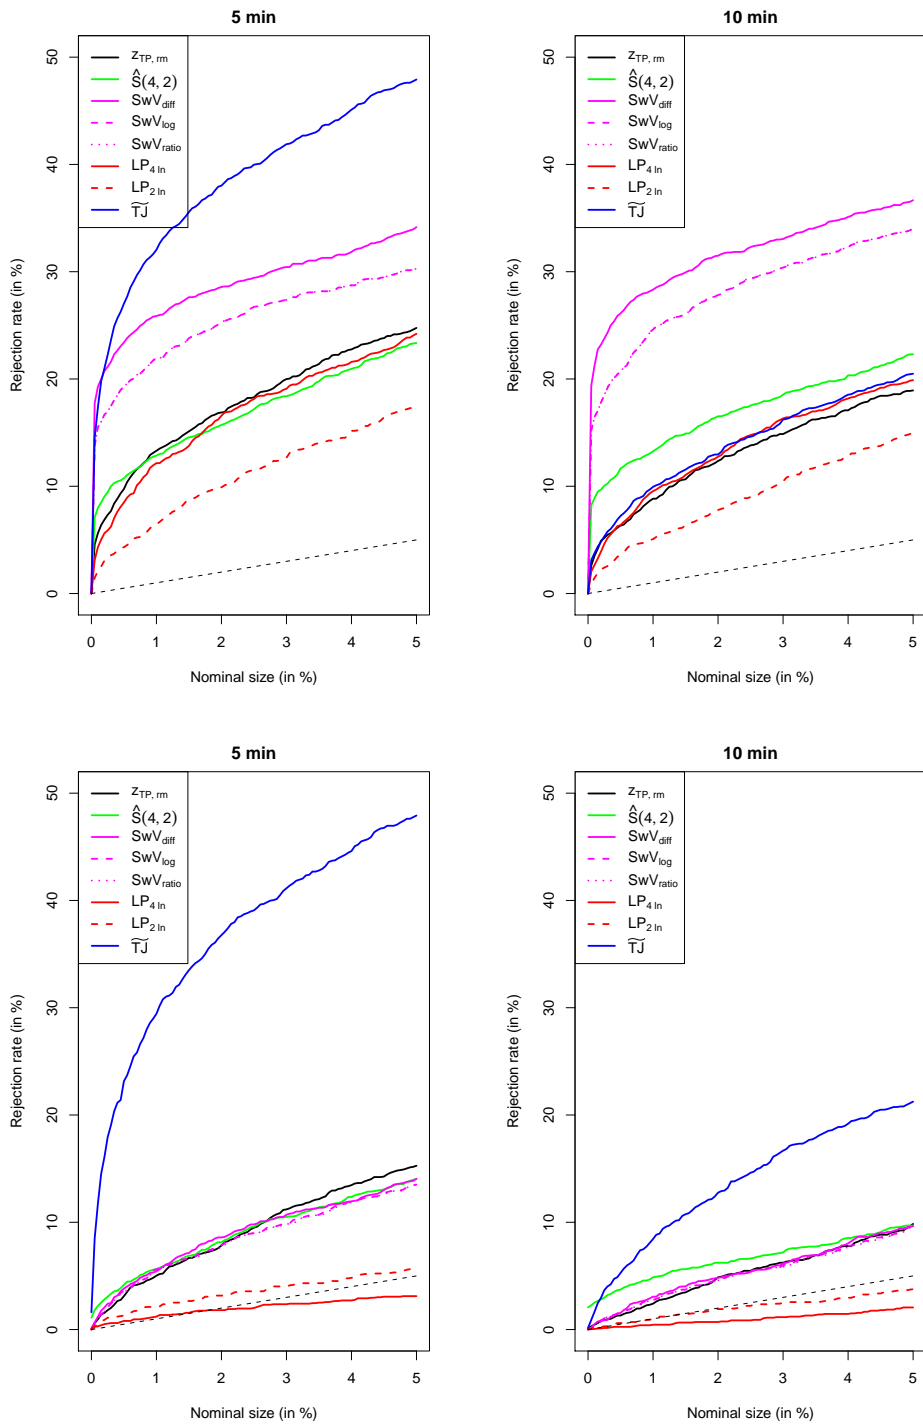 5 min
Rejection rate (in %)
50
40
30
20
10
0
z_TP, rm
Ŝ(4, 2)
SwV_diff
SwV_log
SwV_ratio
LP_4 ln
LP_2 ln
T͠J
0 1 2 3 4 5
Nominal size (in %)
10 min
Rejection rate (in %)
50
40
30
20
10
0
z_TP, rm
Ŝ(4, 2)
SwV_diff
SwV_log
SwV_ratio
LP_4 ln
LP_2 ln
T͠J
0 1 2 3 4 5
Nominal size (in %)
5 min
Rejection rate (in %)
50
40
30
20
10
0
z_TP, rm
Ŝ(4, 2)
SwV_diff
SwV_log
SwV_ratio
LP_4 ln
LP_2 ln
T͠J
0 1 2 3 4 5
Nominal size (in %)
10 min
Rejection rate (in %)
50
40
30
20
10
0
z_TP, rm
Ŝ(4, 2)
SwV_diff
SwV_log
SwV_ratio
LP_4 ln
LP_2 ln
T͠J
0 1 2 3 4 5
Nominal size (in %)